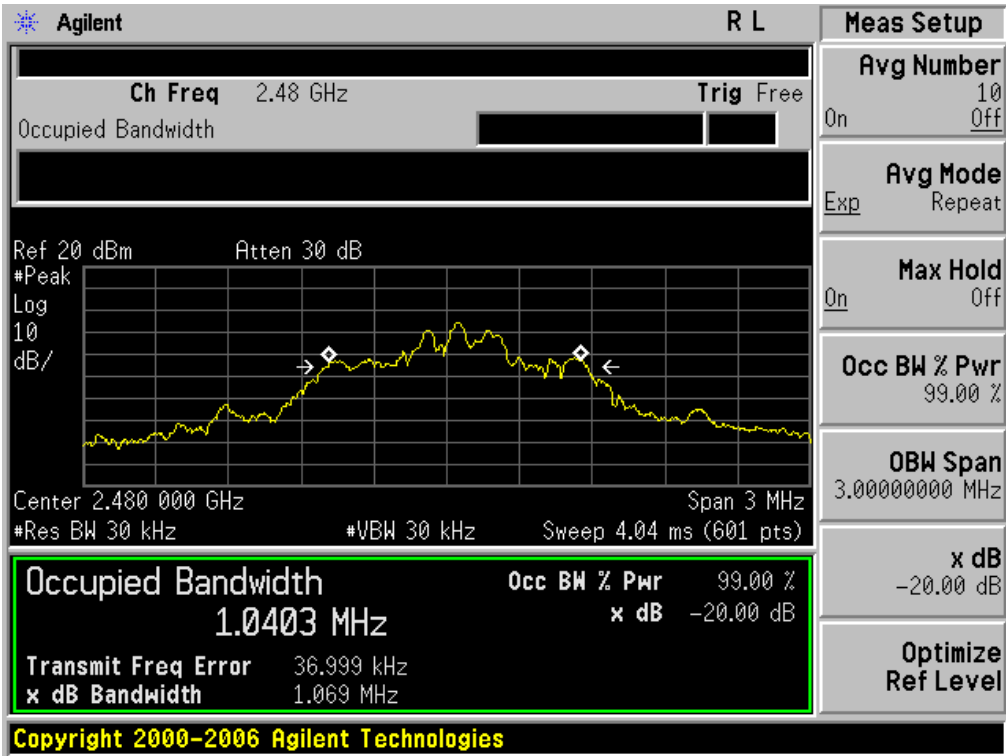 Agilent R L
Ch Freq 2.48 GHz Trig Free
Occupied Bandwidth
Ref 20 dBm Atten 30 dB
#Peak
Log
10
dB/
Center 2.480 000 GHz Span 3 MHz
#Res BW 30 kHz #VBW 30 kHz Sweep 4.04 ms (601 pts)
Occupied Bandwidth Occ BW % Pwr 99.00 %
1.0403 MHz x dB -20.00 dB
Transmit Freq Error 36.999 kHz
x dB Bandwidth 1.069 MHz
Copyright 2000-2006 Agilent Technologies
Meas Setup
Avg Number
10
On Off
Avg Mode
Exp Repeat
Max Hold
On Off
Occ BW % Pwr
99.00 %
OBW Span
3.00000000 MHz
x dB
-20.00 dB
Optimize
Ref Level